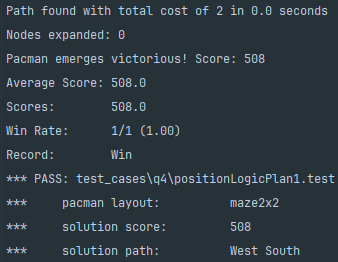 Path found with total cost of 2 in 0.0 seconds
Nodes expanded: 0
Pacman emerges victorious! Score: 508
Average Score: 508.0
Scores:        508.0
Win Rate:      1/1 (1.00)
Record:        Win
*** PASS: test_cases\q4\positionLogicPlan1.test
***     pacman layout:          maze2x2
***     solution score:         508
***     solution path:          West South